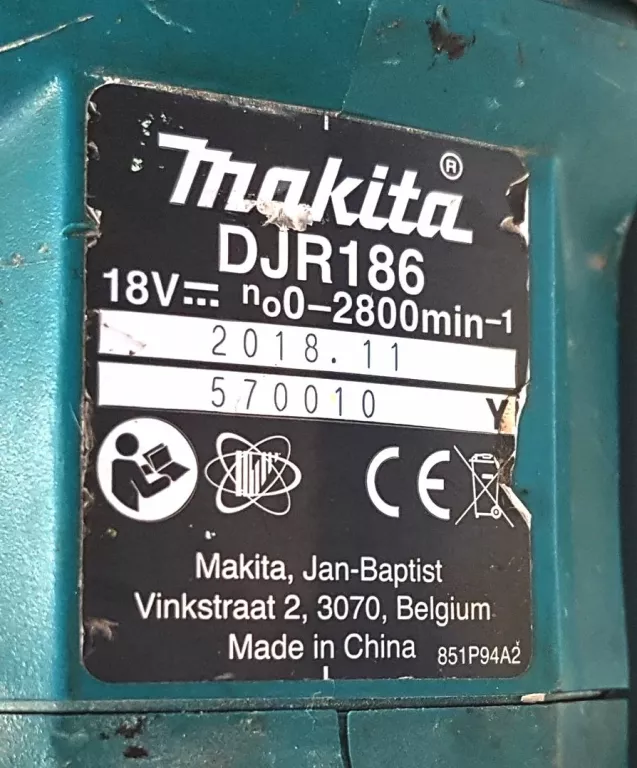 makita®
DJR186
18V⎓ n₀0-2800min⁻¹
2018.11
570010 Y
CE
Makita, Jan-Baptist
Vinkstraat 2, 3070, Belgium
Made in China 851P94A2